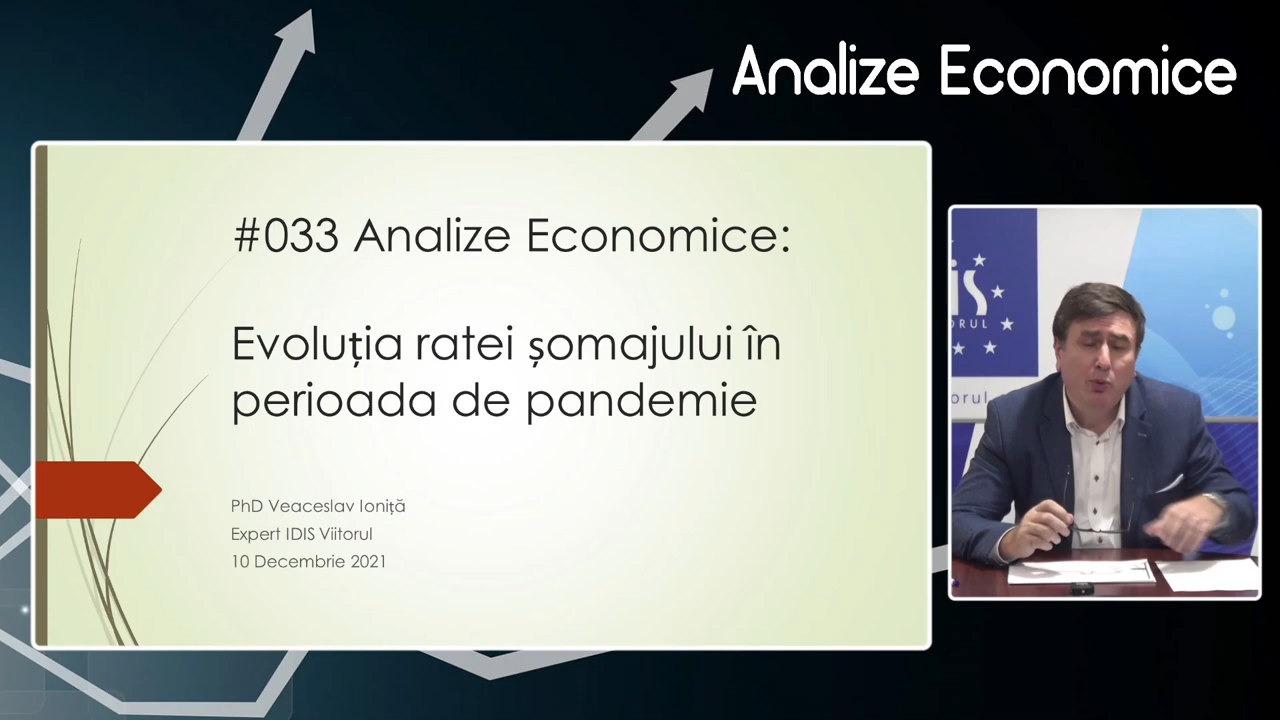 Analize Economice
#033 Analize Economice:
Evoluția ratei șomajului în
perioada de pandemie
PhD Veaceslav Ioniță
Expert IDIS Viitorul
10 Decembrie 2021